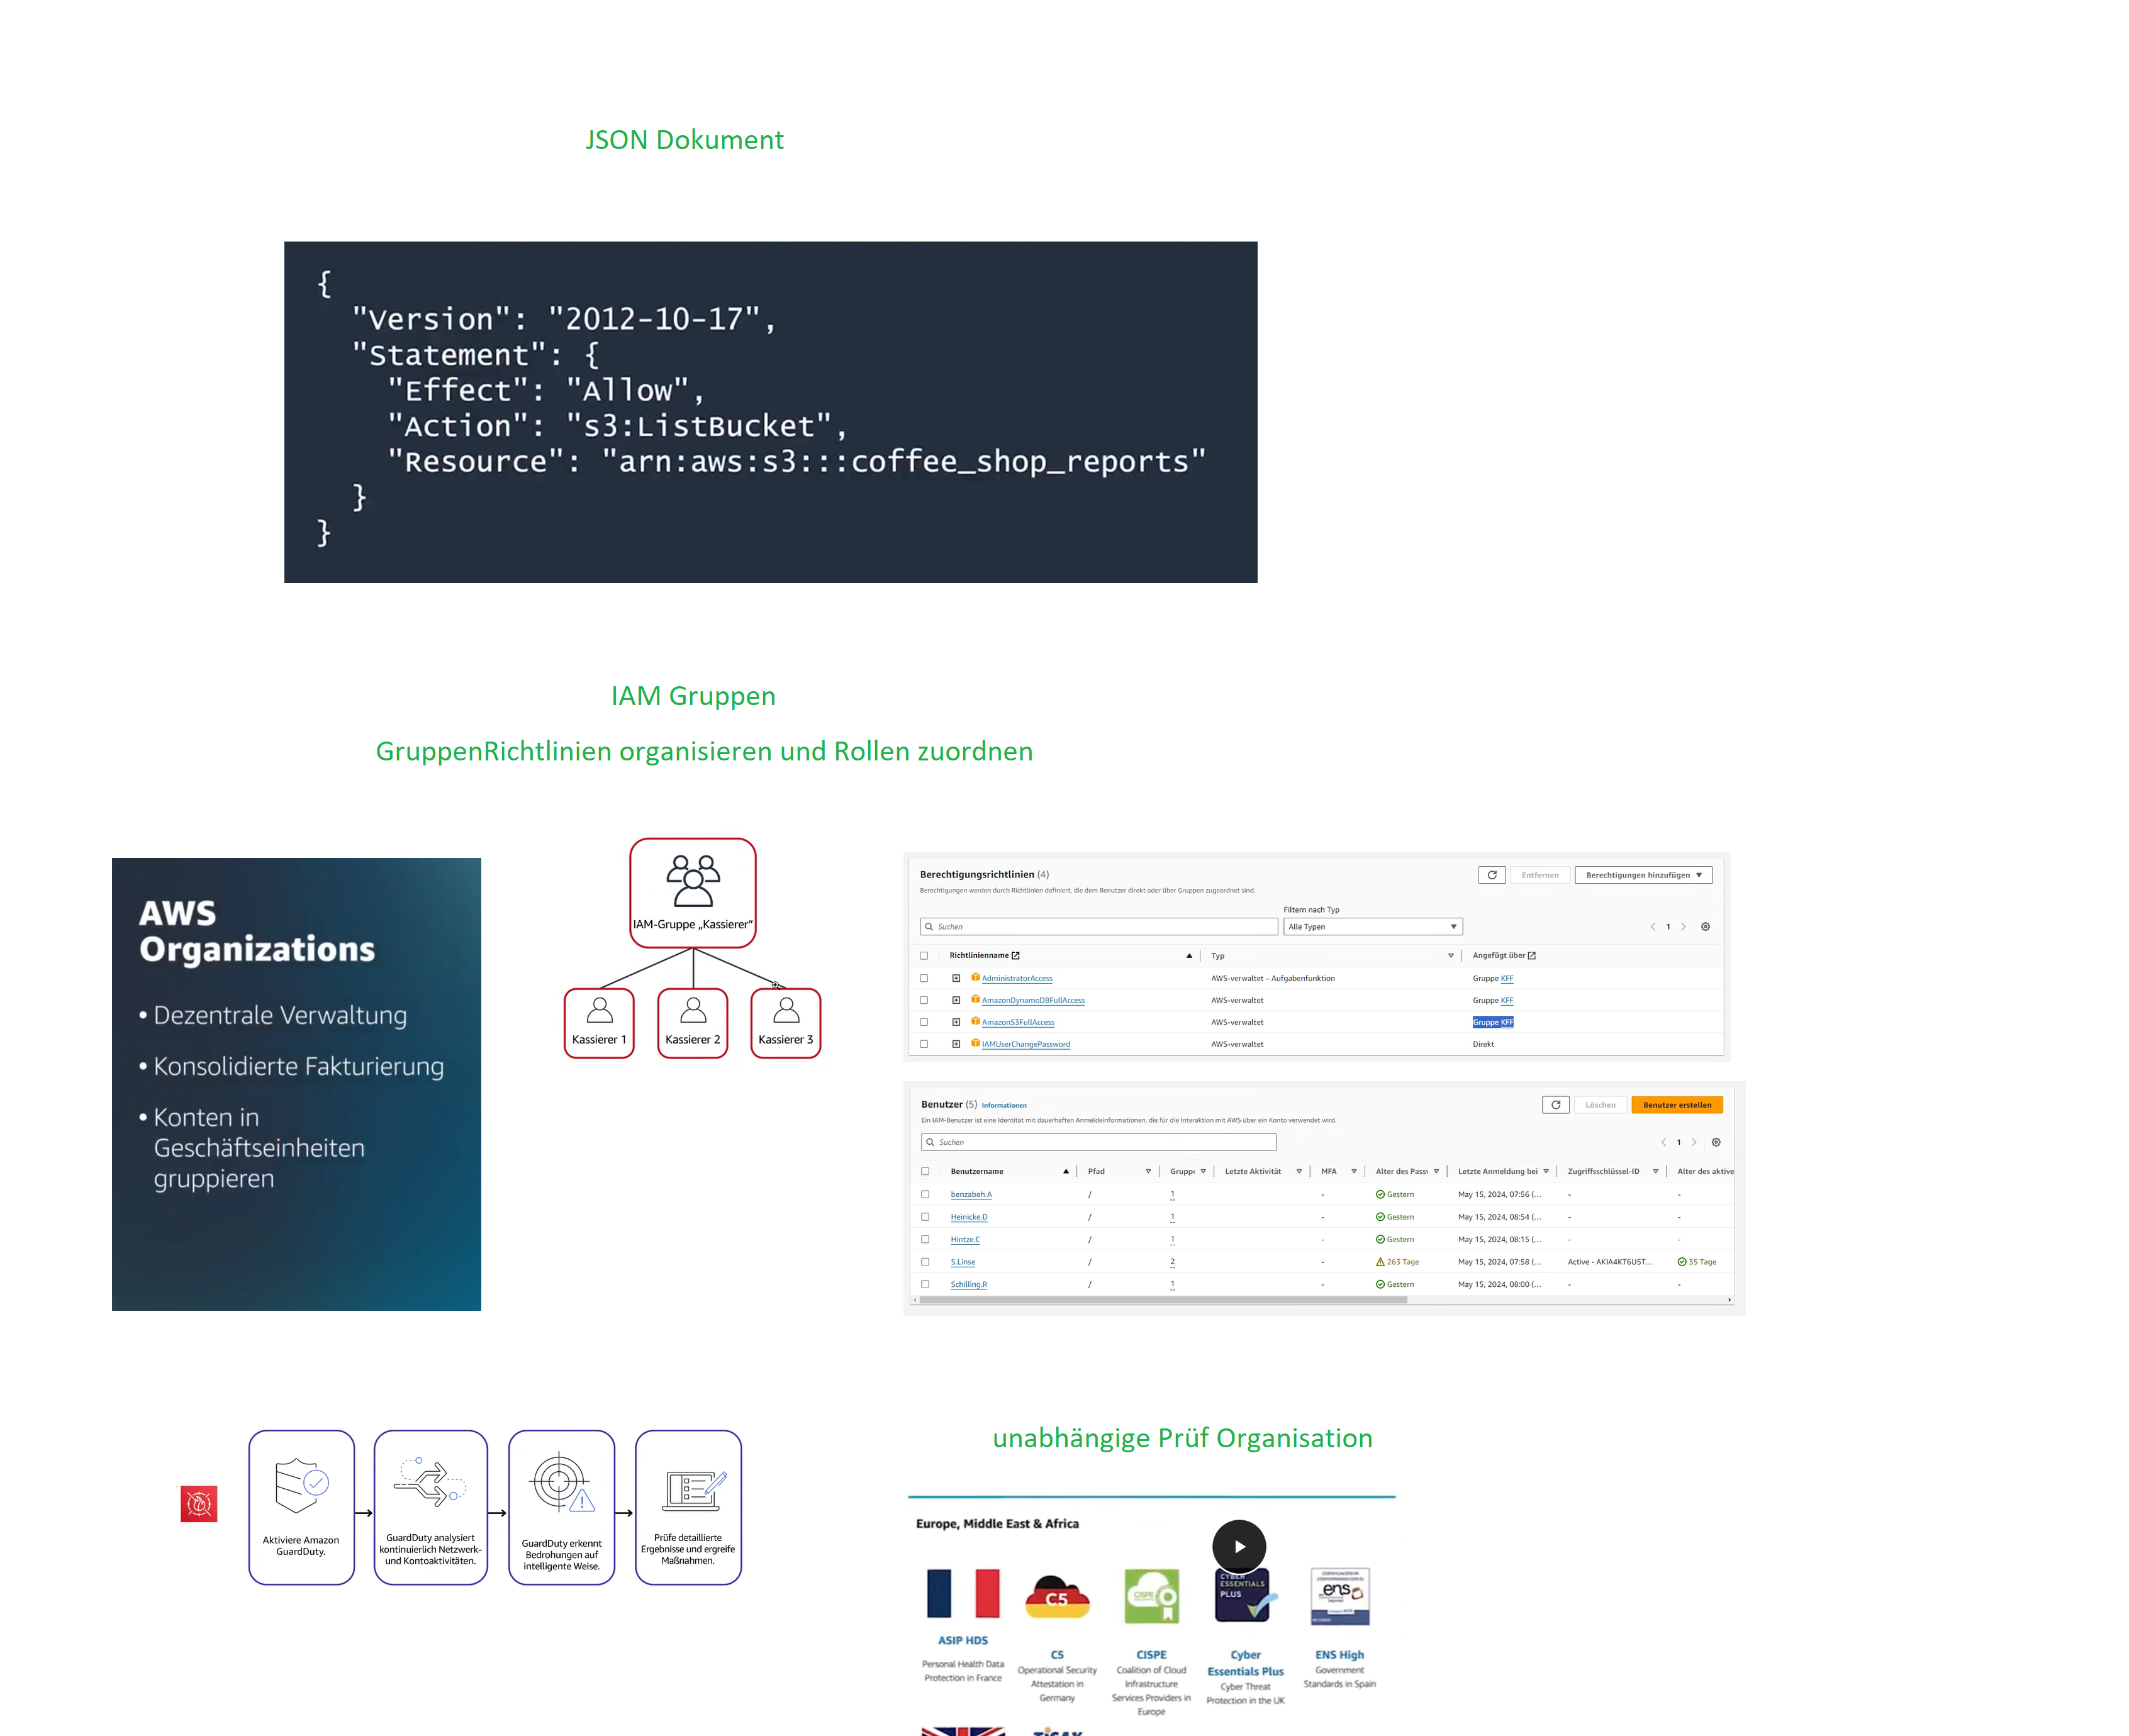 JSON Dokument
{
"Version": "2012-10-17",
"Statement": {
"Effect": "Allow",
"Action": "s3:ListBucket",
"Resource": "arn:aws:s3:::coffee_shop_reports"
}
}
IAM Gruppen
GruppenRichtlinien organisieren und Rollen zuordnen
AWS
Organizations
• Dezentrale Verwaltung
• Konsolidierte Fakturierung
• Konten in
Geschäftseinheiten
gruppieren
IAM-Gruppe „Kassierer“
Kassierer 1
Kassierer 2
Kassierer 3
Berechtigungsrichtlinien (4)
Entfernen
Berechtigungen hinzufügen
Berechtigungen werden durch Richtlinien definiert, die dem Benutzer direkt oder über Gruppen zugeordnet sind.
Filtern nach Typ
Suchen
Alle Typen
1
Richtlinienname Typ Angefügt über
AdministratorAccess AWS-verwaltet – Aufgabenfunktion Gruppe KFF
AmazonDynamoDBFullAccess AWS-verwaltet Gruppe KFF
AmazonS3FullAccess AWS-verwaltet Gruppe KFF
IAMUserChangePassword AWS-verwaltet Direkt
Benutzer (5) Informationen
Löschen
Benutzer erstellen
Ein IAM-Benutzer ist eine Identität mit dauerhaften Anmeldeinformationen, die für die Interaktion mit AWS über ein Konto verwendet wird.
Suchen
1
Benutzername Pfad Grupp Letzte Aktivität MFA Alter des Pass Letzte Anmeldung bei Zugriffsschlüssel-ID Alter des aktive
benzabeh.A / 1 - Gestern May 15, 2024, 07:56 (... - -
Heinicke.D / 1 - Gestern May 15, 2024, 08:54 (... - -
Hintze.C / 1 - Gestern May 15, 2024, 08:15 (... - -
S.Linse / 2 - 263 Tage May 15, 2024, 07:58 (... Active - AKIA4KT6U5T... 35 Tage
Schilling.R / 1 - Gestern May 15, 2024, 08:00 (... - -
Aktiviere Amazon
GuardDuty.
GuardDuty analysiert
kontinuierlich Netzwerk-
und Kontoaktivitäten.
GuardDuty erkennt
Bedrohungen auf
intelligente Weise.
Prüfe detaillierte
Ergebnisse und ergreife
Maßnahmen.
unabhängige Prüf Organisation
Europe, Middle East & Africa
C5
CISPE
CYBER
ESSENTIALS
PLUS
ens
ASIP HDS
Personal Health Data
Protection in France
C5
Operational Security
Attestation in
Germany
CISPE
Coalition of Cloud
Infrastructure
Services Providers in
Europe
Cyber
Essentials Plus
Cyber Threat
Protection in the UK
ENS High
Government
Standards in Spain